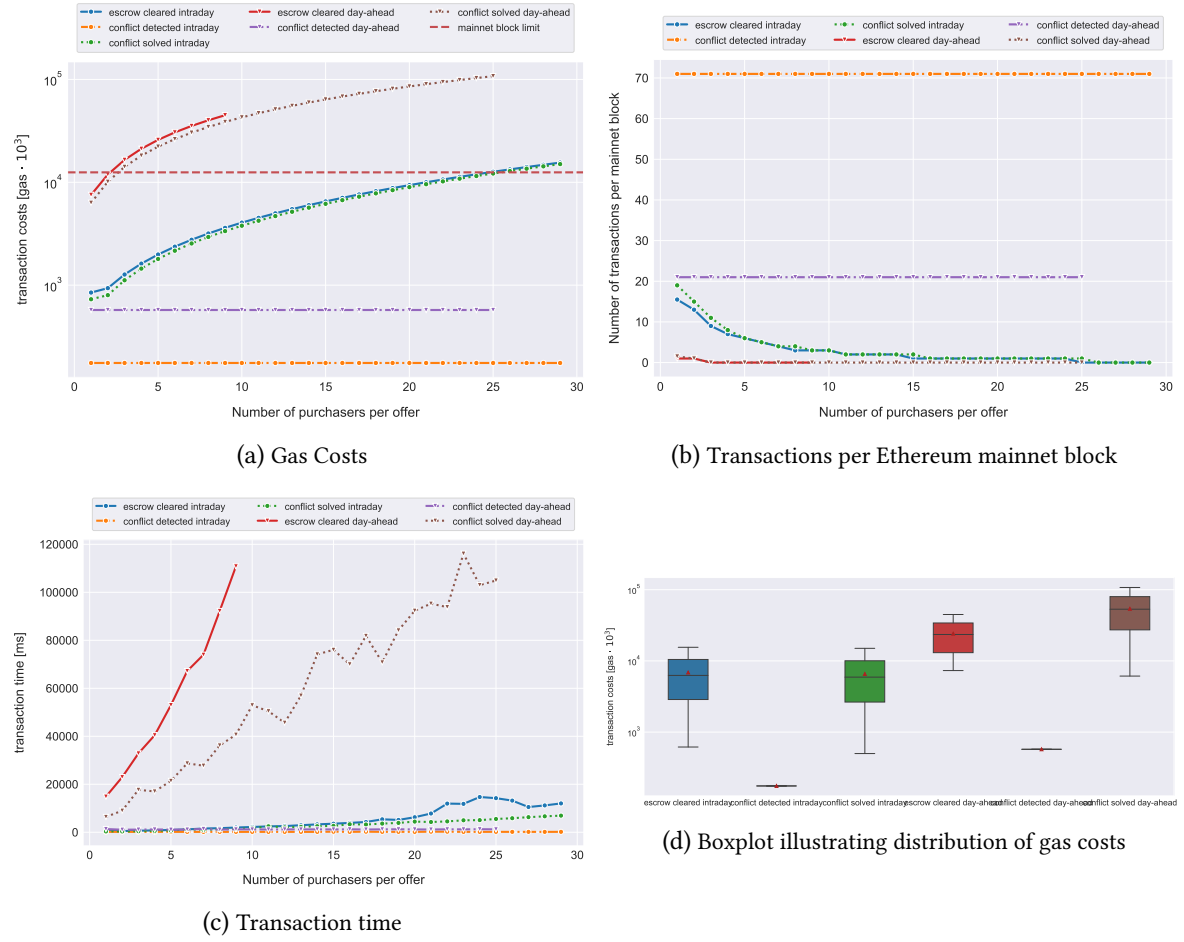 escrow cleared intraday
conflict detected intraday
conflict solved intraday
escrow cleared day-ahead
conflict detected day-ahead
conflict solved day-ahead
mainnet block limit
transaction costs [gas · 10³]
10⁵
10⁴
10³
0 5 10 15 20 25 30
Number of purchasers per offer
(a) Gas Costs
escrow cleared intraday
conflict detected intraday
conflict solved intraday
escrow cleared day-ahead
conflict detected day-ahead
conflict solved day-ahead
Number of transactions per mainnet block
70
60
50
40
30
20
10
0
0 5 10 15 20 25 30
Number of purchasers per offer
(b) Transactions per Ethereum mainnet block
escrow cleared intraday
conflict detected intraday
conflict solved intraday
escrow cleared day-ahead
conflict detected day-ahead
conflict solved day-ahead
transaction time [ms]
120000
100000
80000
60000
40000
20000
0
0 5 10 15 20 25 30
Number of purchasers per offer
(c) Transaction time
transaction costs [gas · 10³]
10⁵
10⁴
10³
escrow cleared intraday conflict detected intraday conflict solved intraday escrow cleared day-ahead conflict detected day-ahead conflict solved day-ahead
(d) Boxplot illustrating distribution of gas costs